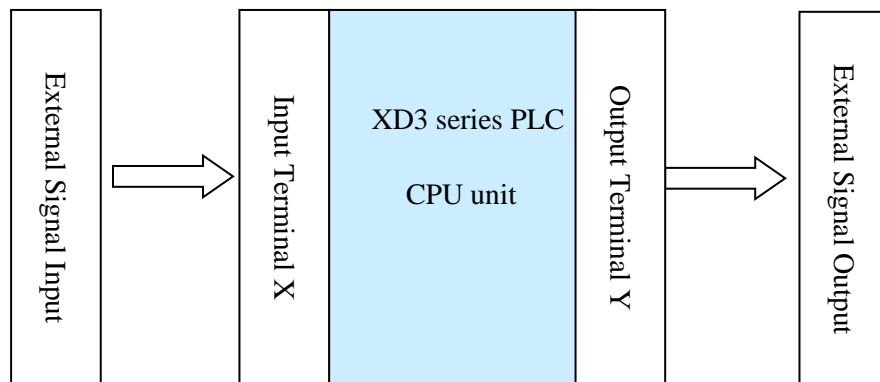 External Signal Input
Input Terminal X
XD3 series PLC
CPU unit
Output Terminal Y
External Signal Output